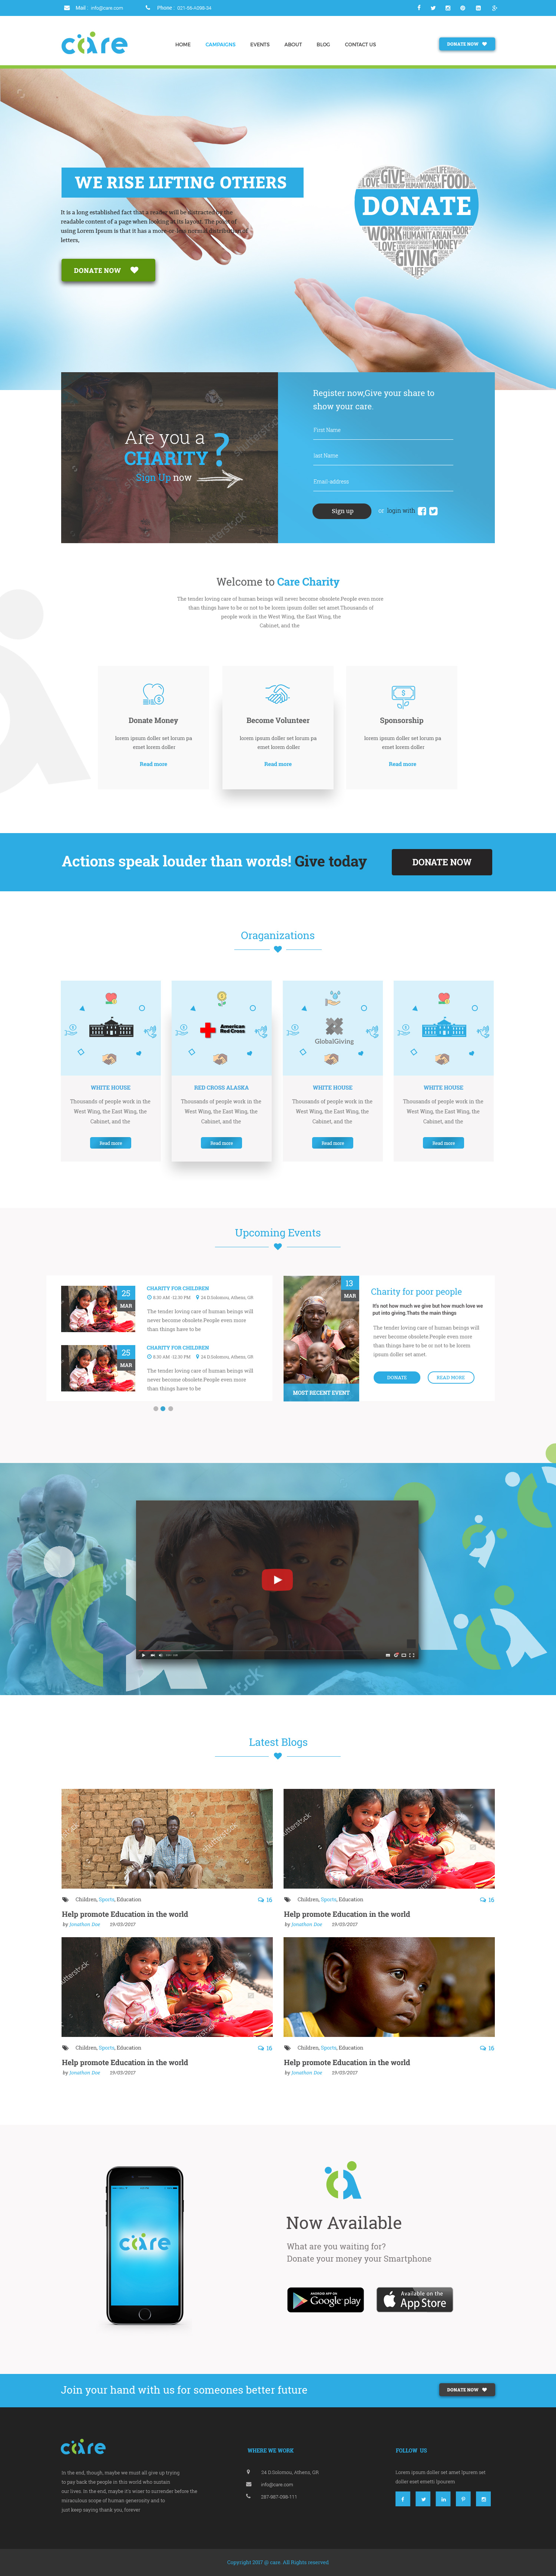 Mail : info@care.com
Phone : 021-56-4398-34
ciare
HOME CAMPAIGNS EVENTS ABOUT BLOG CONTACT US
DONATE NOW
WE RISE LIFTING OTHERS
It is a long established fact that a reader will be distracted by the
readable content of a page when looking at its layout. The point of
using Lorem Ipsum is that it has a more-or-less normal distribution of
letters,
DONATE NOW
LOVE GIVE MONEY FOOD
FRIENDSHIP HUMANITARIAN
DONATE
WORK MONEY LOVE
GIVING
Are you a
CHARITY ?
Sign Up now
Register now,Give your share to
show your care.
First Name
last Name
Email-address
Sign up or login with
Welcome to Care Charity
The tender loving care of human beings will never become obsolete.People even more
than things have to be or not to be lorem ipsum doller set amet Thousands of
people work in the West Wing, the East Wing, the
Cabinet, and the
Donate Money
lorem ipsum doller set lorum pa
emet lorem doller
Read more
Become Volunteer
lorem ipsum doller set lorum pa
emet lorem doller
Read more
Sponsorship
lorem ipsum doller set lorum pa
emet lorem doller
Read more
Actions speak louder than words! Give today
DONATE NOW
Oraganizations
WHITE HOUSE
Thousands of people work in the
West Wing, the East Wing, the
Cabinet, and the
Read more
American
Red Cross
RED CROSS ALASKA
Thousands of people work in the
West Wing, the East Wing, the
Cabinet, and the
Read more
GlobalGiving
WHITE HOUSE
Thousands of people work in the
West Wing, the East Wing, the
Cabinet, and the
Read more
WHITE HOUSE
Thousands of people work in the
West Wing, the East Wing, the
Cabinet, and the
Read more
Upcoming Events
25
MAR
CHARITY FOR CHILDREN
8:30 AM -12:30 PM 24 D.Solomou, Athens, GR
The tender loving care of human beings will
never become obsolete.People even more
than things have to be
25
MAR
CHARITY FOR CHILDREN
8:30 AM -12:30 PM 24 D.Solomou, Athens, GR
The tender loving care of human beings will
never become obsolete.People even more
than things have to be
13
MAR
MOST RECENT EVENT
Charity for poor people
It's not how much we give but how much love we
put into giving.Thats the main things
The tender loving care of human beings will
never become obsolete.People even more
than things have to be or not to be lorem
ipsum doller set amet
DONATE
READ MORE
shutterstock
Latest Blogs
Children, Sports, Education 16
Help promote Education in the world
by Jonathon Doe 19/03/2017
Children, Sports, Education 16
Help promote Education in the world
by Jonathon Doe 19/03/2017
Children, Sports, Education 16
Help promote Education in the world
by Jonathon Doe 19/03/2017
Children, Sports, Education 16
Help promote Education in the world
by Jonathon Doe 19/03/2017
ciare
Now Available
What are you waiting for?
Donate your money your Smartphone
ANDROID APP ON
Google play
Available on the
App Store
Join your hand with us for someones better future
DONATE NOW
ciare
In the end, though, maybe we must all give up trying
to pay back the people in this world who sustain
our lives. In the end, maybe it's wiser to surrender before the
miraculous scope of human generosity and to
just keep saying thank you, forever
WHERE WE WORK
24 D.Solomou, Athens, GR
info@care.com
287-987-098-111
FOLLOW US
Lorem ipsum doller set amet Ipurem set
doller eset emetti Ipourem
Copyright 2017 @ care. All Rights reserved